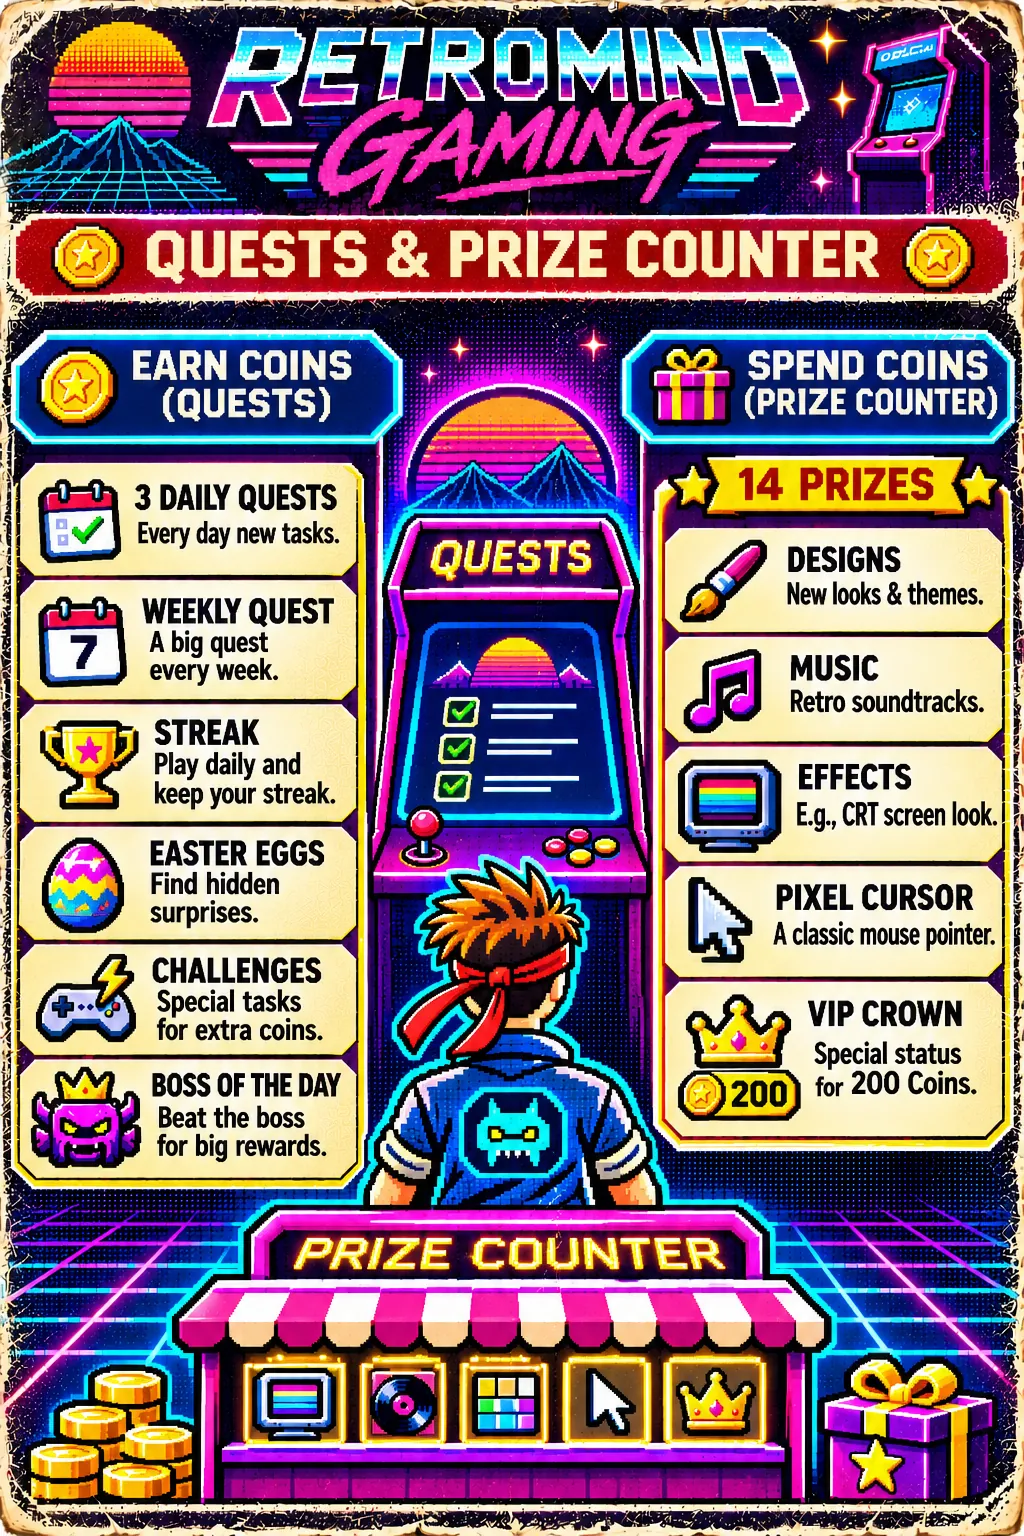 RETROMIND
GAMING
QUESTS & PRIZE COUNTER
EARN COINS
(QUESTS)
3 DAILY QUESTS
Every day new tasks.
7
WEEKLY QUEST
A big quest
every week.
STREAK
Play daily and
keep your streak.
EASTER EGGS
Find hidden
surprises.
CHALLENGES
Special tasks
for extra coins.
BOSS OF THE DAY
Beat the boss
for big rewards.
QUESTS
SPEND COINS
(PRIZE COUNTER)
14 PRIZES
DESIGNS
New looks & themes.
MUSIC
Retro soundtracks.
EFFECTS
E.g., CRT screen look.
PIXEL CURSOR
A classic mouse pointer.
VIP CROWN
Special status
for 200 Coins.
200
PRIZE COUNTER